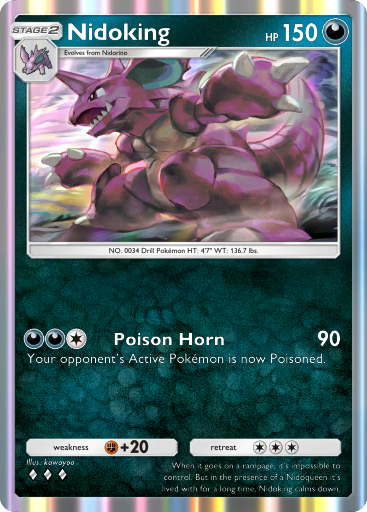 STAGE 2 Nidoking HP 150
Evolves from Nidorino
NO. 0034 Drill Pokémon HT: 4'7" WT: 136.7 lbs.
Poison Horn 90
Your opponent's Active Pokémon is now Poisoned.
weakness +20 retreat
Illus. kawayoo
When it goes on a rampage, it's impossible to
control. But in the presence of a Nidoqueen it's
lived with for a long time, Nidoking calms down.